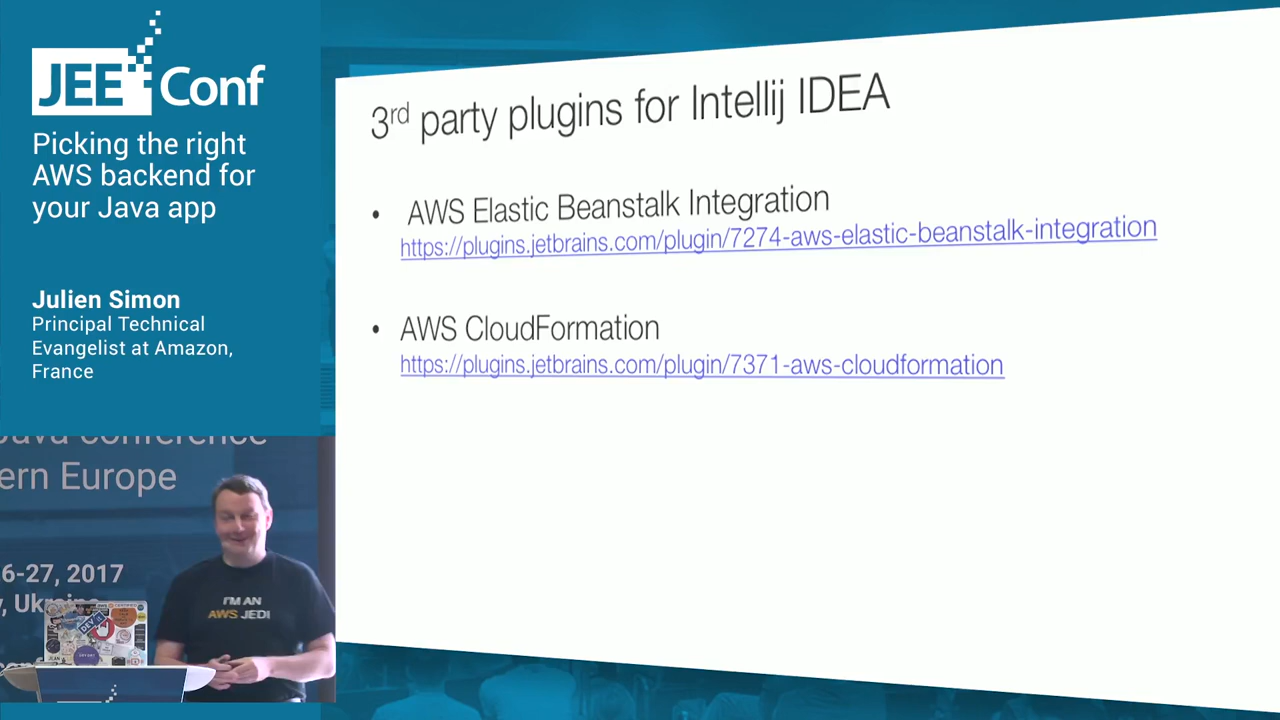 JEE Conf
Picking the right
AWS backend for
your Java app
Julien Simon
Principal Technical
Evangelist at Amazon,
France
3rd party plugins for Intellij IDEA
• AWS Elastic Beanstalk Integration
https://plugins.jetbrains.com/plugin/7274-aws-elastic-beanstalk-integration
• AWS CloudFormation
https://plugins.jetbrains.com/plugin/7371-aws-cloudformation
Java conference
ern Europe
6-27, 2017
I'M AN
AWS JEDI
DEV